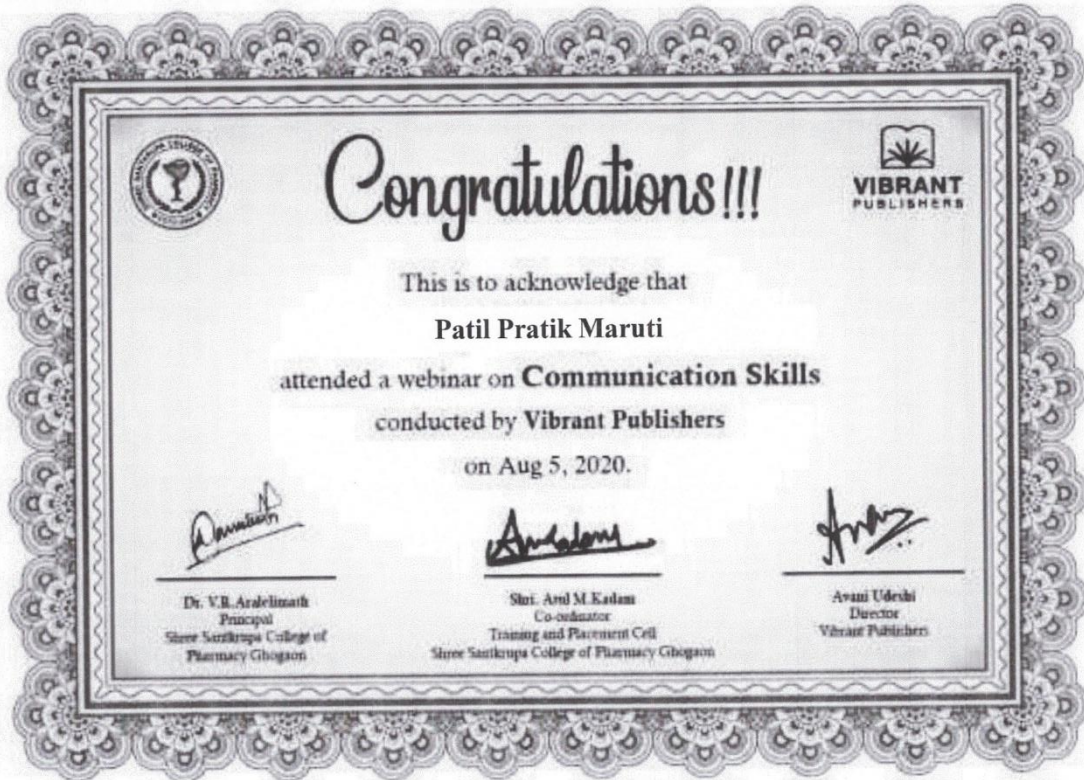 Congratulations!!!
VIBRANT
PUBLISHERS
This is to acknowledge that
Patil Pratik Maruti
attended a webinar on Communication Skills
conducted by Vibrant Publishers
on Aug 5, 2020.
Dr. V.R.Aralelimath
Principal
Shree Santkrupa College of
Pharmacy Ghogaon
Shri. Amd M.Kadam
Co-ordinator
Training and Placement Cell
Shree Santkrupa College of Pharmacy Ghogaon
Avani Udeshi
Director
Vibrant Publishers